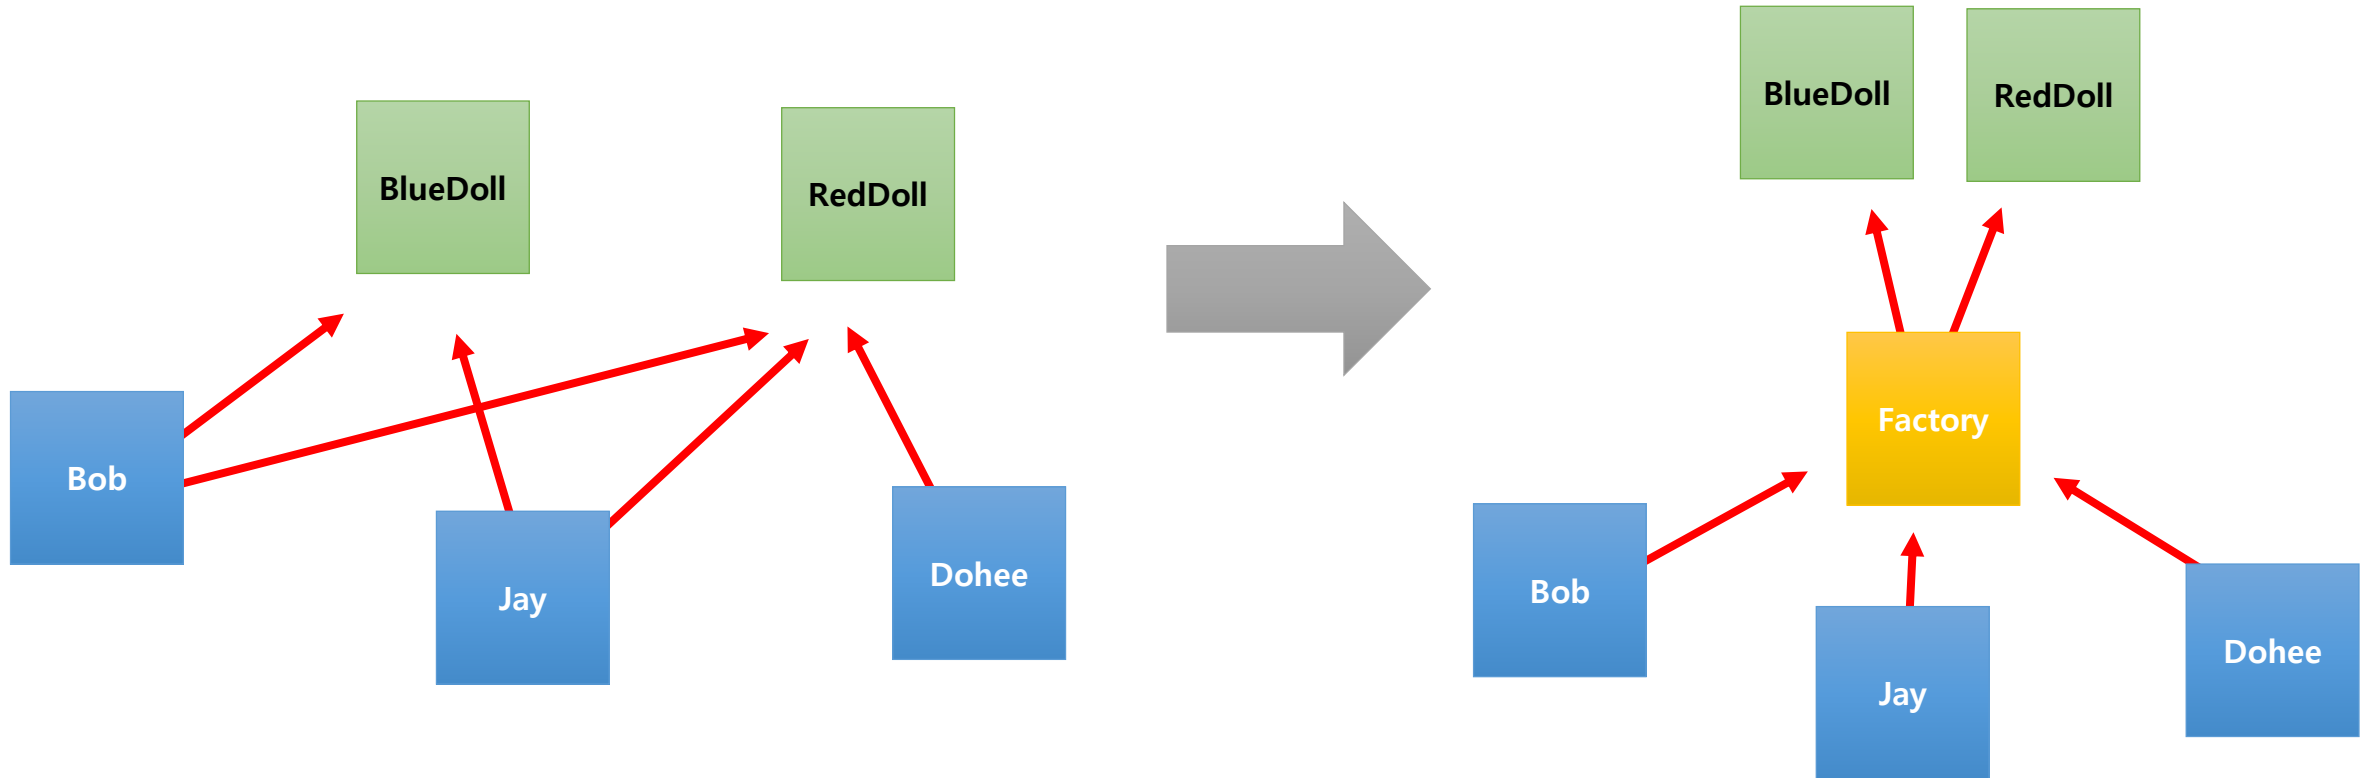 BlueDoll
RedDoll
Bob
Jay
Dohee
BlueDoll
RedDoll
Factory
Bob
Jay
Dohee